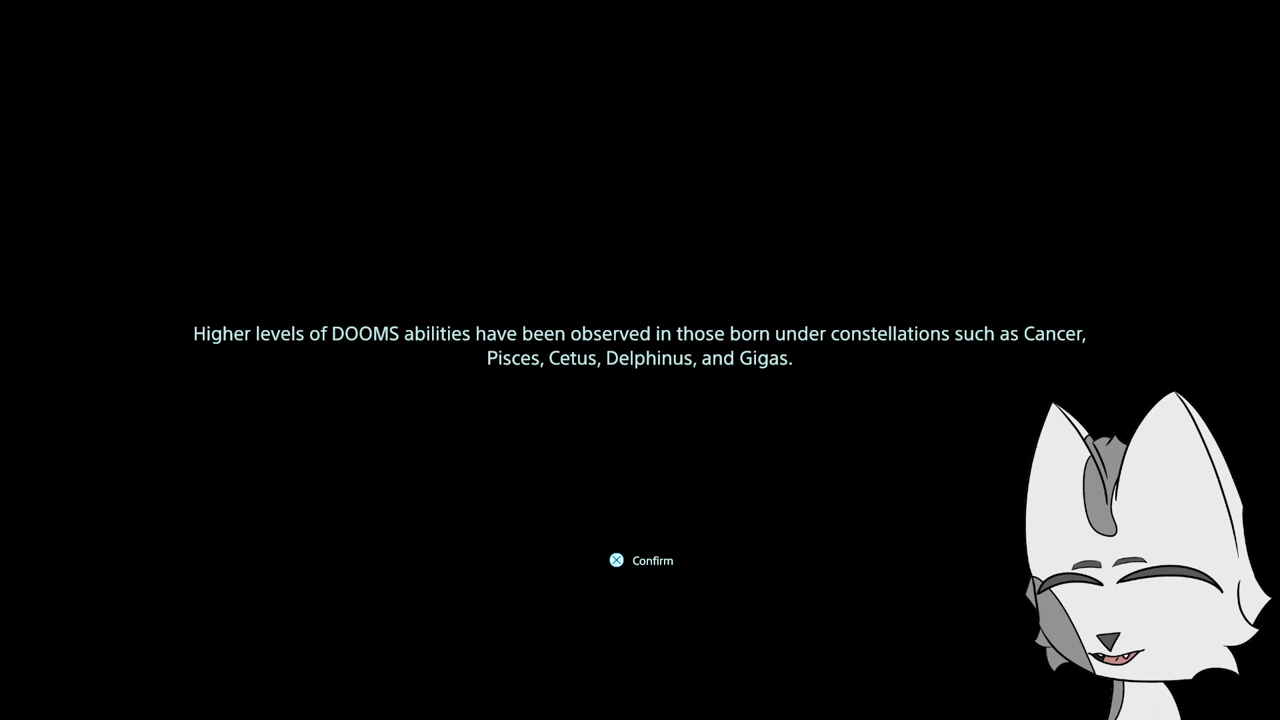 Higher levels of DOOMS abilities have been observed in those born under constellations such as Cancer,
Pisces, Cetus, Delphinus, and Gigas.
Confirm